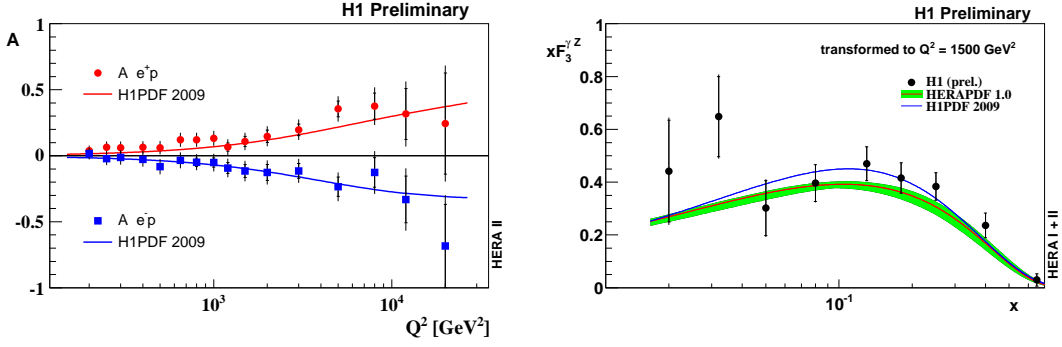 H1 Preliminary
A
1
0.5
0
-0.5
-1
A e⁺p
H1PDF 2009
A e⁻p
H1PDF 2009
HERA II
10³
10⁴
Q² [GeV²]
H1 Preliminary
xF₃^γZ
transformed to Q² = 1500 GeV²
H1 (prel.)
HERAPDF 1.0
H1PDF 2009
1
0.8
0.6
0.4
0.2
0
HERA I + II
10⁻¹
x